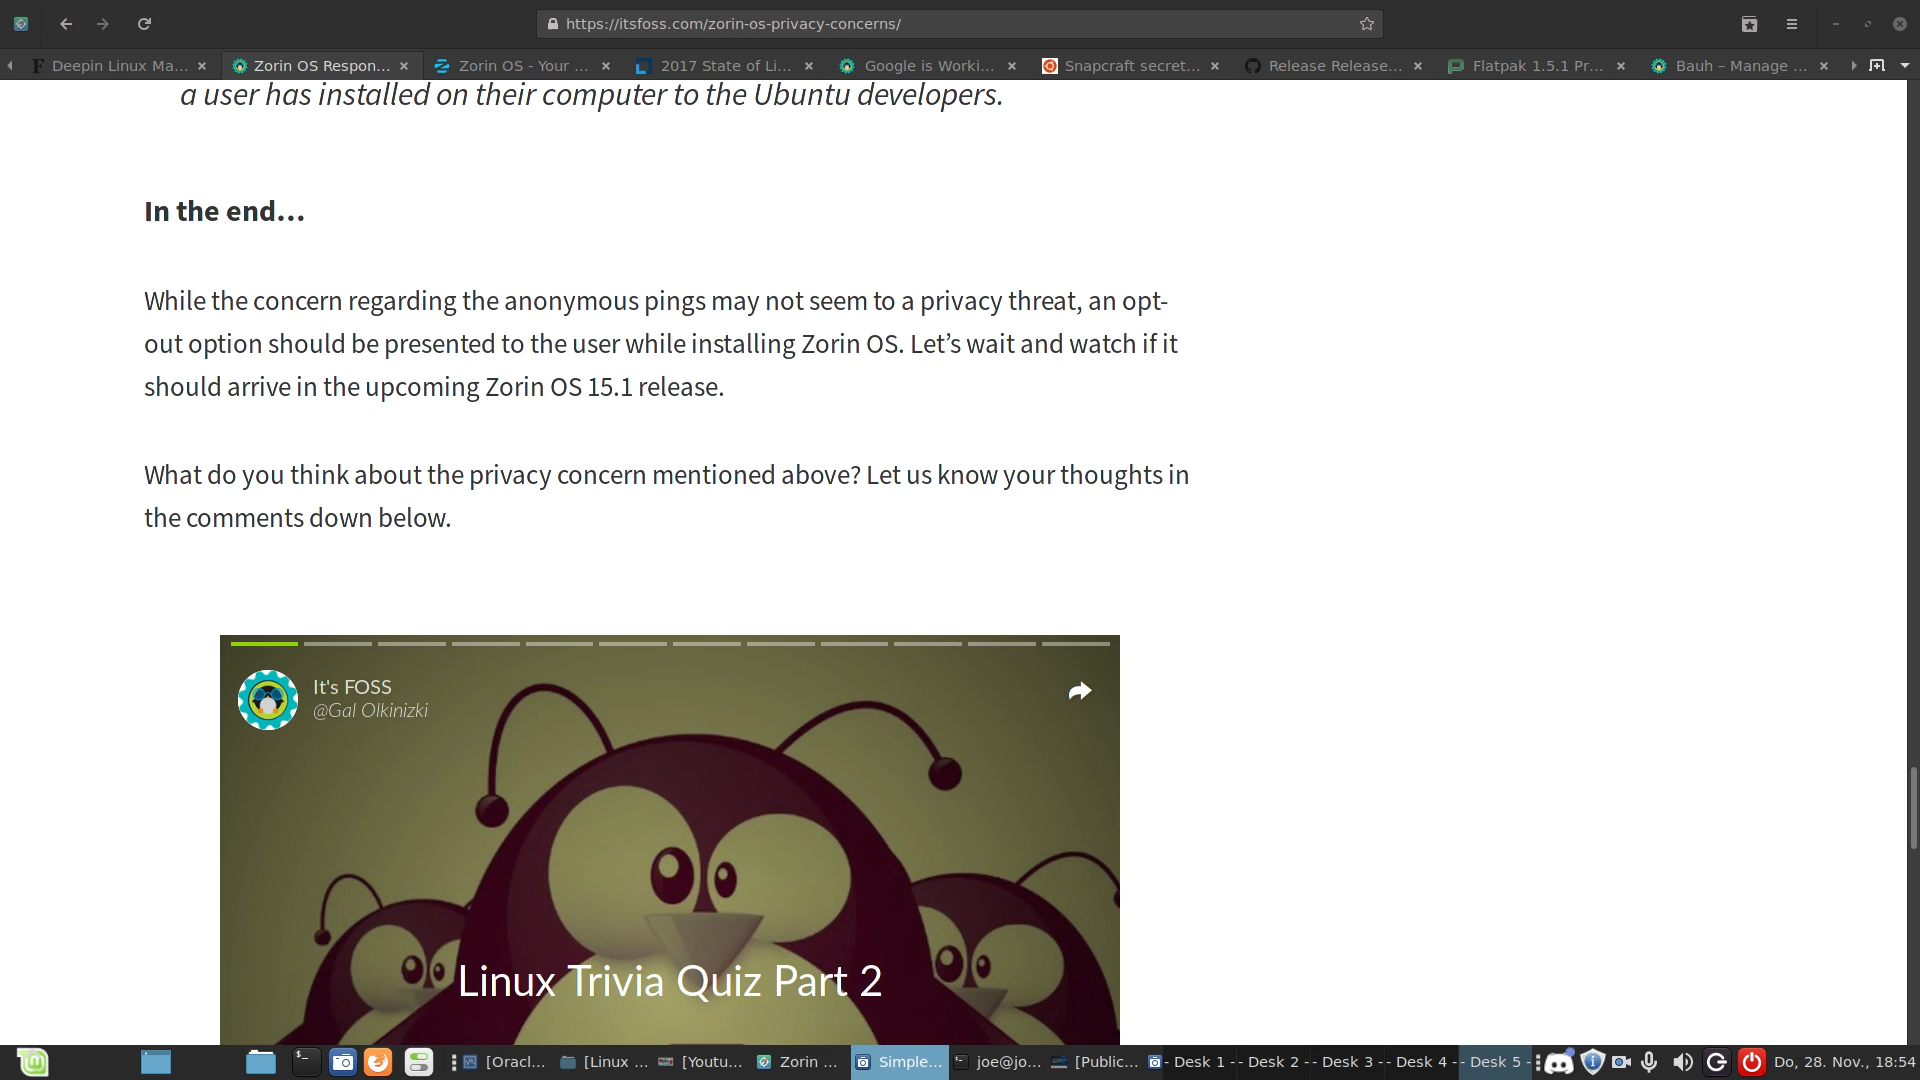 https://itsfoss.com/zorin-os-privacy-concerns/
Deepin Linux Ma...
Zorin OS Respon...
Zorin OS - Your ...
2017 State of Li...
Google is Worki...
Snapcraft secret...
Release Release...
Flatpak 1.5.1 Pr...
Bauh – Manage ...
a user has installed on their computer to the Ubuntu developers.
In the end…
While the concern regarding the anonymous pings may not seem to a privacy threat, an opt-
out option should be presented to the user while installing Zorin OS. Let’s wait and watch if it
should arrive in the upcoming Zorin OS 15.1 release.
What do you think about the privacy concern mentioned above? Let us know your thoughts in
the comments down below.
It's FOSS
@Gal Olkinizki
Linux Trivia Quiz Part 2
[Oracl...
[Linux ...
[Youtu...
Zorin ...
Simple...
joe@jo...
[Public...
- Desk 1 -
- Desk 2 -
- Desk 3 -
- Desk 4 -
- Desk 5 -
Do, 28. Nov., 18:54